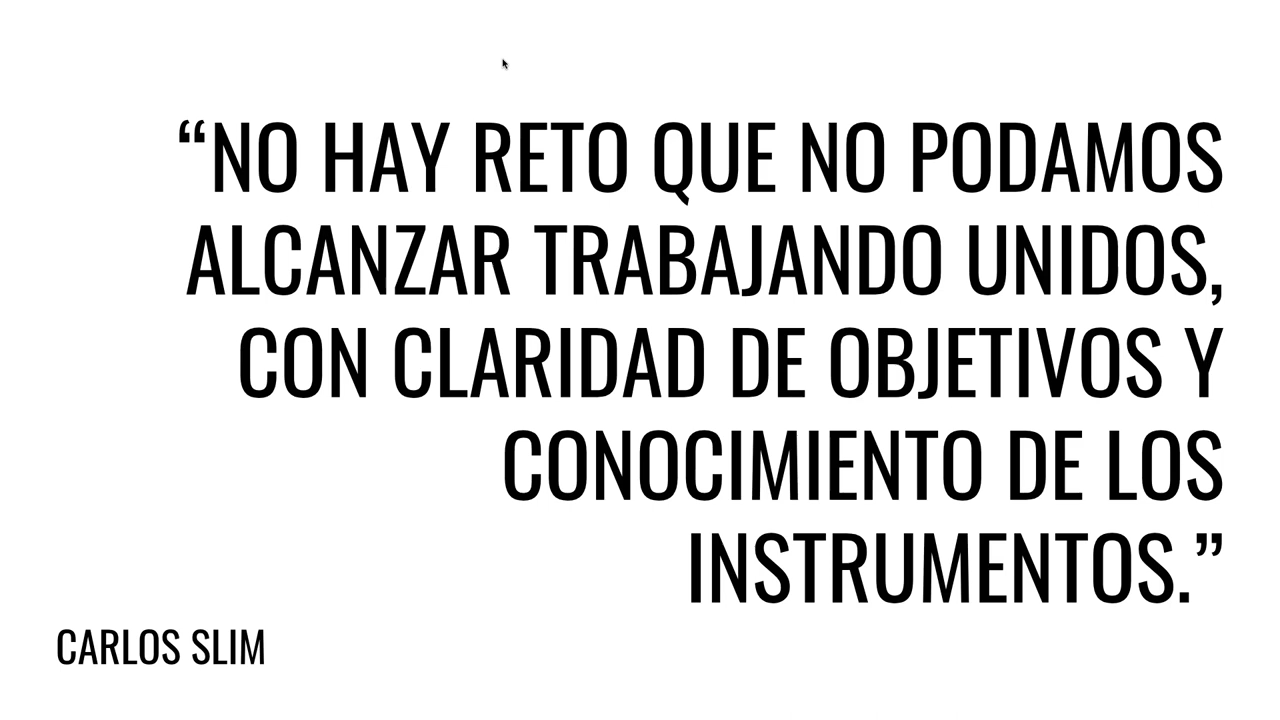 “NO HAY RETO QUE NO PODAMOS
ALCANZAR TRABAJANDO UNIDOS,
CON CLARIDAD DE OBJETIVOS Y
CONOCIMIENTO DE LOS
INSTRUMENTOS.”
CARLOS SLIM